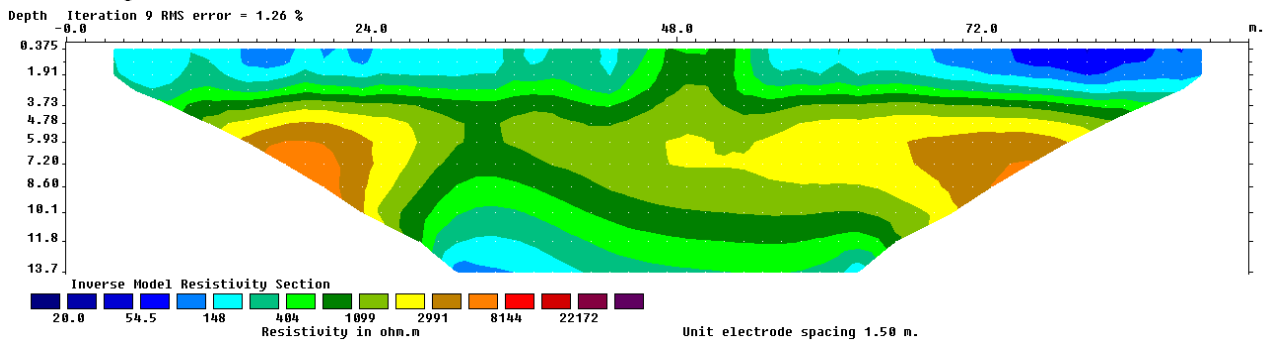 Depth Iteration 9 RMS error = 1.26 %
-0.0 24.0 48.0 72.0 m.
0.375
1.91
3.73
4.78
5.93
7.20
8.60
10.1
11.8
13.7
Inverse Model Resistivity Section
20.0 54.5 148 404 1099 2991 8144 22172
Resistivity in ohm.m Unit electrode spacing 1.50 m.